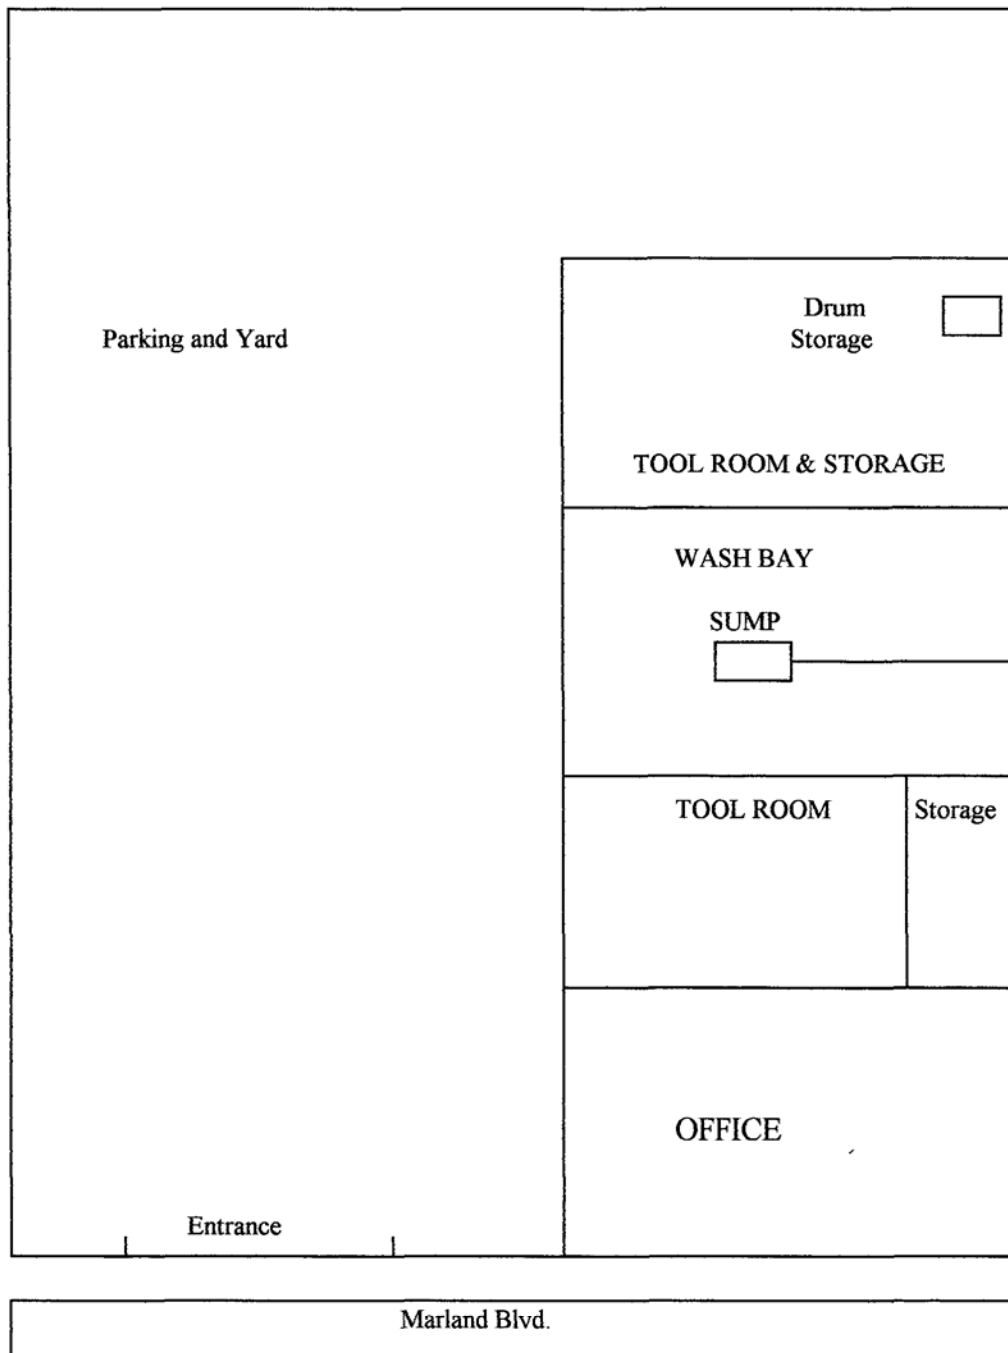 Drum
Storage
Parking and Yard
TOOL ROOM & STORAGE
WASH BAY
SUMP
TOOL ROOM
Storage
OFFICE
Entrance
Marland Blvd.